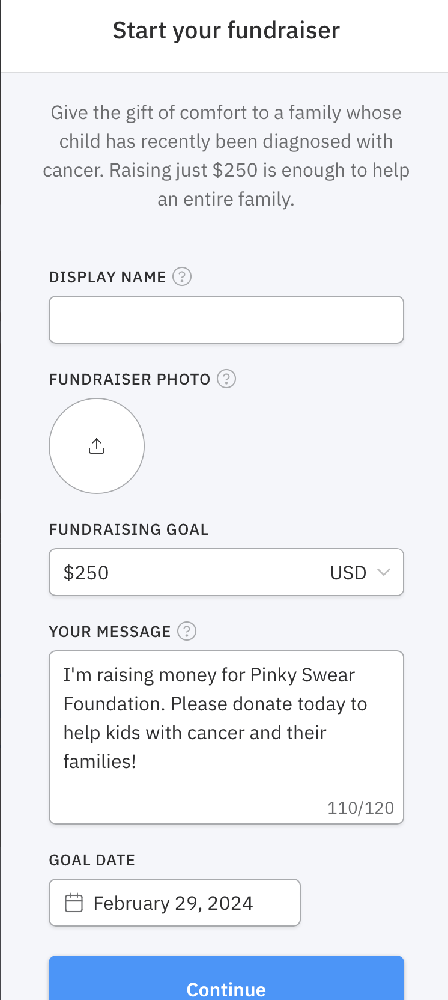 Start your fundraiser
Give the gift of comfort to a family whose
child has recently been diagnosed with
cancer. Raising just $250 is enough to help
an entire family.
DISPLAY NAME ?
FUNDRAISER PHOTO ?
FUNDRAISING GOAL
$250 USD
YOUR MESSAGE ?
I'm raising money for Pinky Swear
Foundation. Please donate today to
help kids with cancer and their
families!
110/120
GOAL DATE
February 29, 2024
Continue